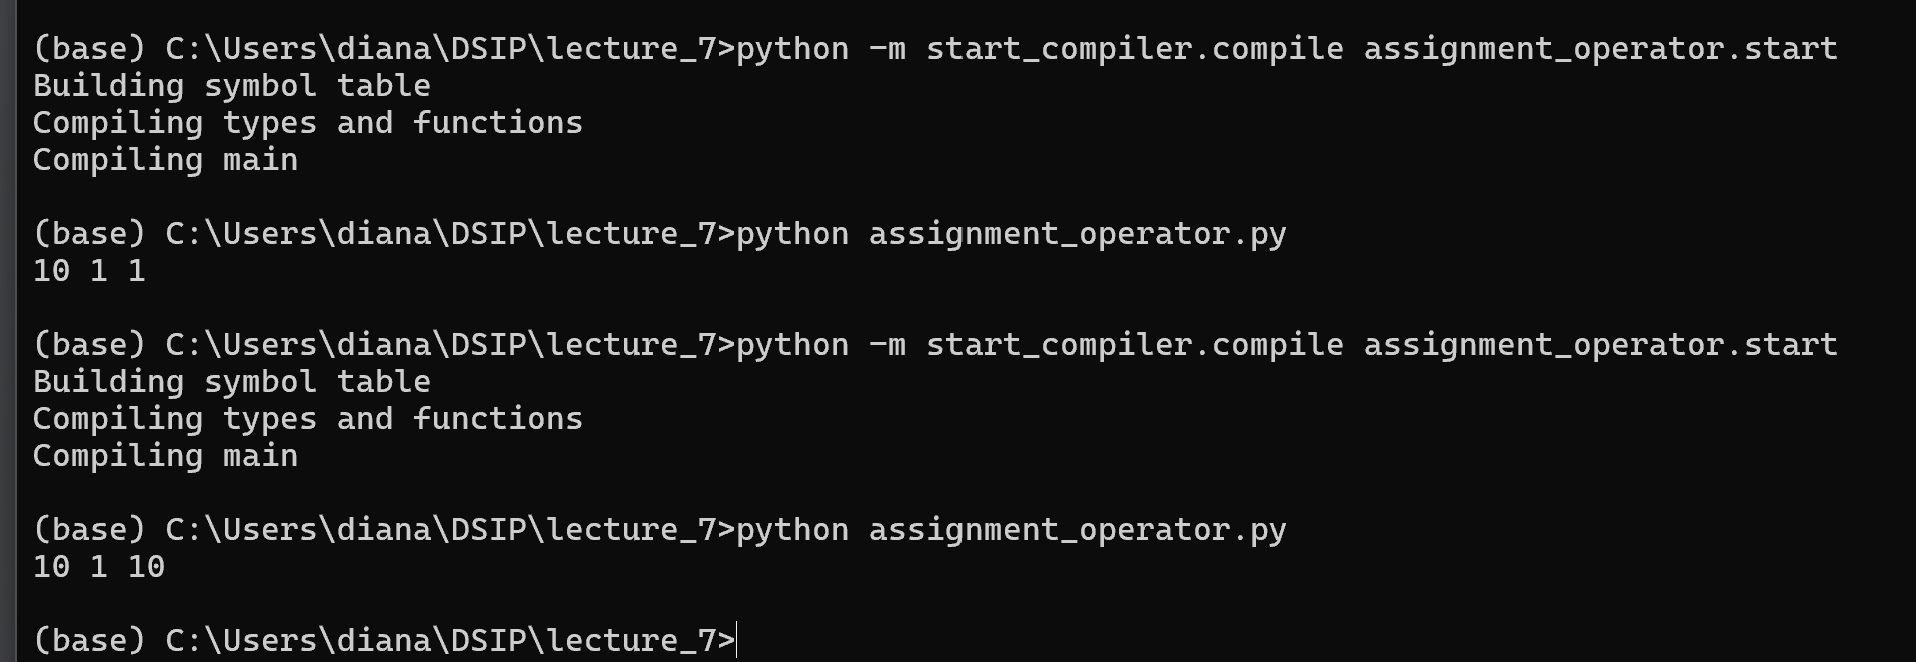 (base) C:\Users\diana\DSIP\lecture_7>python -m start_compiler.compile assignment_operator.start
Building symbol table
Compiling types and functions
Compiling main
(base) C:\Users\diana\DSIP\lecture_7>python assignment_operator.py
10 1 1
(base) C:\Users\diana\DSIP\lecture_7>python -m start_compiler.compile assignment_operator.start
Building symbol table
Compiling types and functions
Compiling main
(base) C:\Users\diana\DSIP\lecture_7>python assignment_operator.py
10 1 10
(base) C:\Users\diana\DSIP\lecture_7>